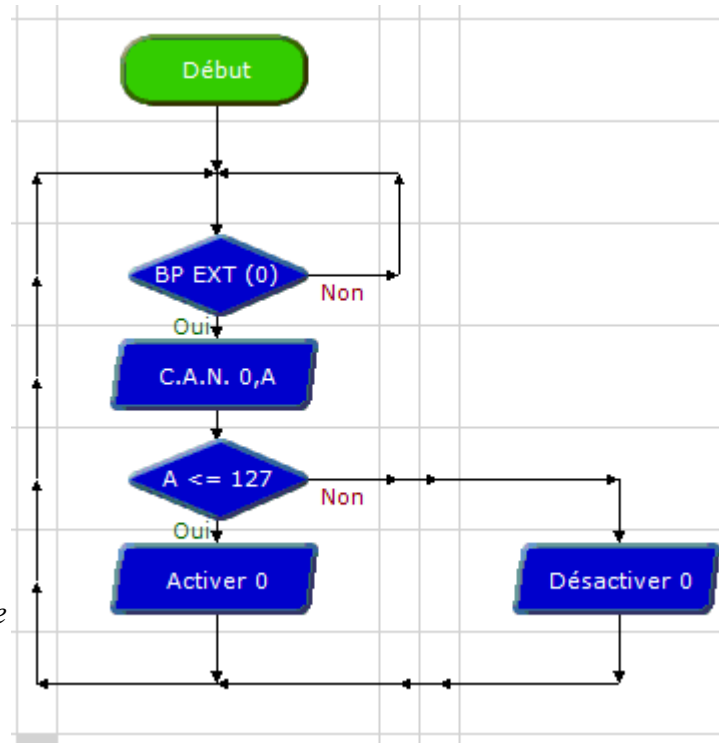 Début
BP EXT (0)
Non
Oui
C.A.N. 0,A
A <= 127
Non
Oui
Activer 0
Désactiver 0
e